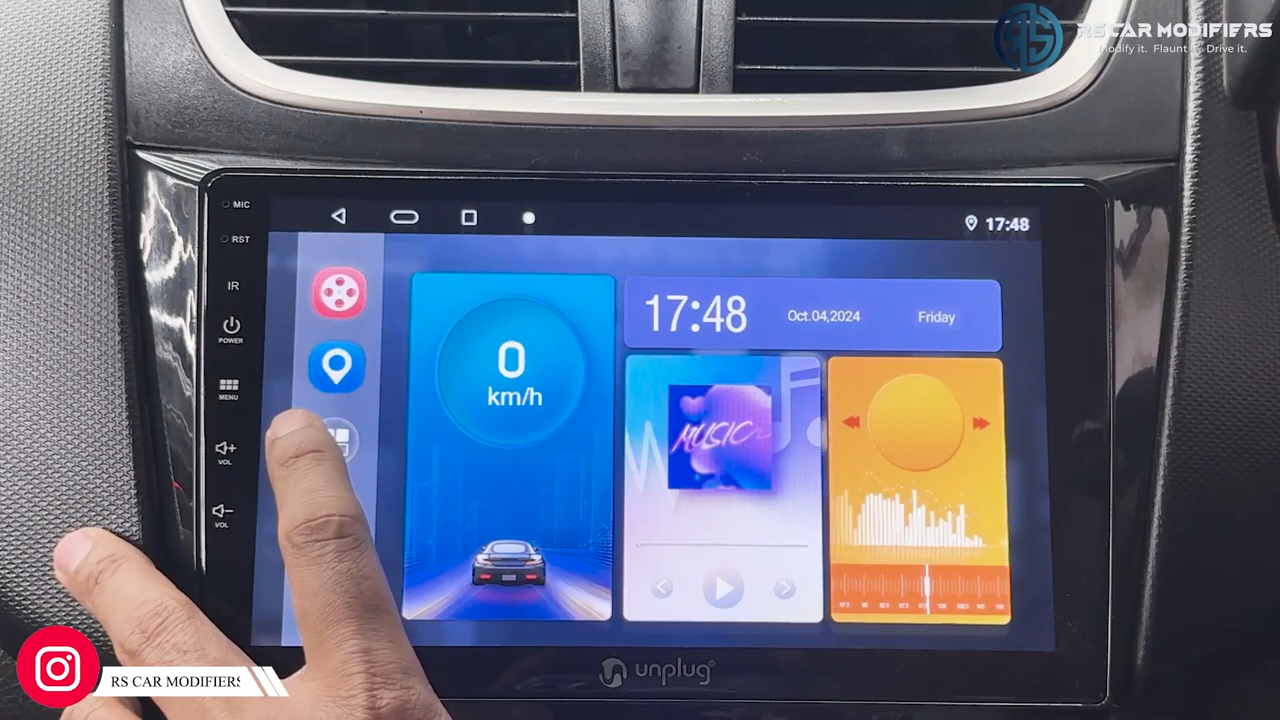 RS CAR MODIFIERS
Modify it. Flaunt it. Drive it.
MIC
RST
IR
POWER
MENU
VOL
VOL
17:48
0
km/h
17:48
Oct.04,2024
Friday
MUSIC
unplug
RS CAR MODIFIERS